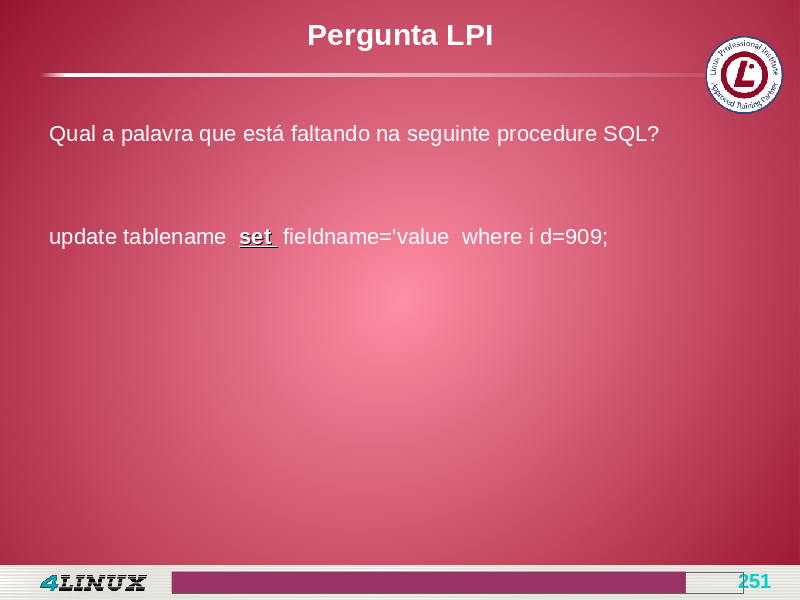 Pergunta LPI
Linux Professional Institute
Approved Training Partner
Qual a palavra que está faltando na seguinte procedure SQL?
update tablename set fieldname='value where i d=909;
4LINUX
251